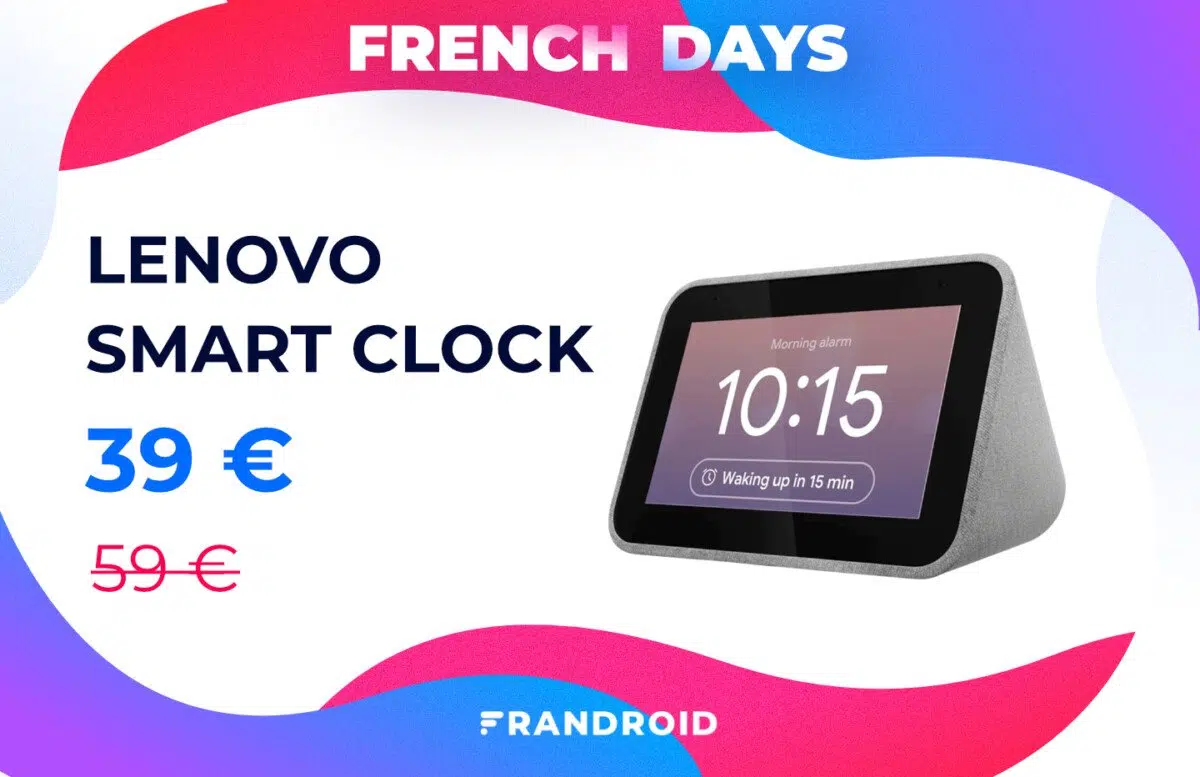 FRENCH DAYS
LENOVO
SMART CLOCK
39 €
59 €
Morning alarm
10:15
Waking up in 15 min
FRANDROID